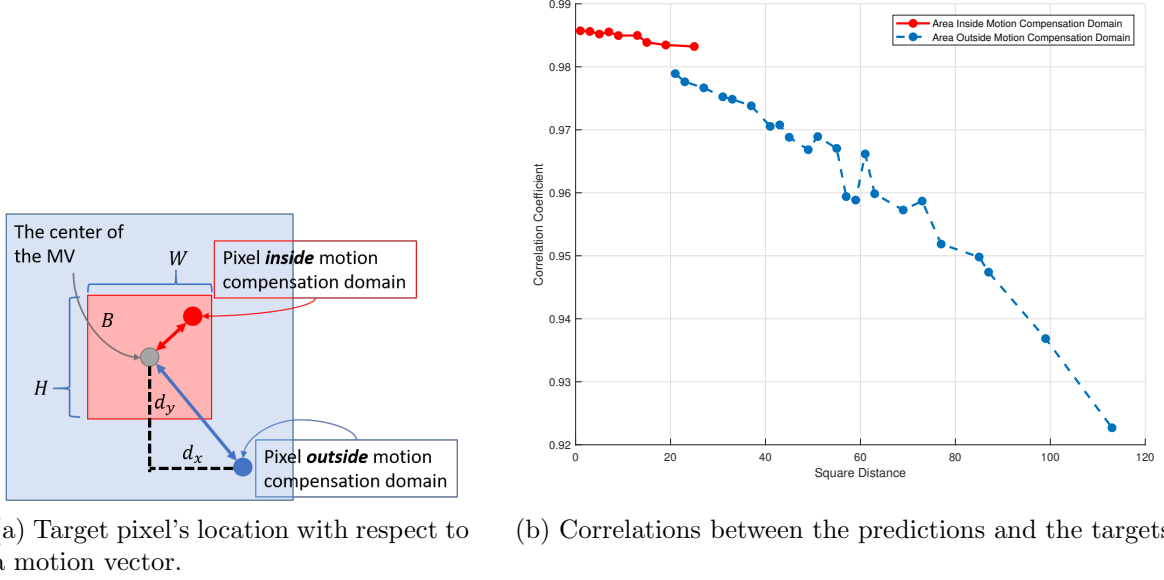 The center of
the MV
W
Pixel inside motion
compensation domain
B
H
dy
dx
Pixel outside motion
compensation domain
a) Target pixel's location with respect to
a motion vector.
0.99
0.98
0.97
0.96
0.95
0.94
0.93
0.92
Correlation Coefficient
Area Inside Motion Compensation Domain
Area Outside Motion Compensation Domain
0 20 40 60 80 100 120
Square Distance
(b) Correlations between the predictions and the targets